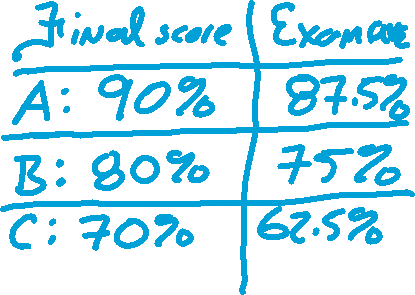 Final score Exam ave
A: 90% 87.5%
B: 80% 75%
C: 70% 62.5%